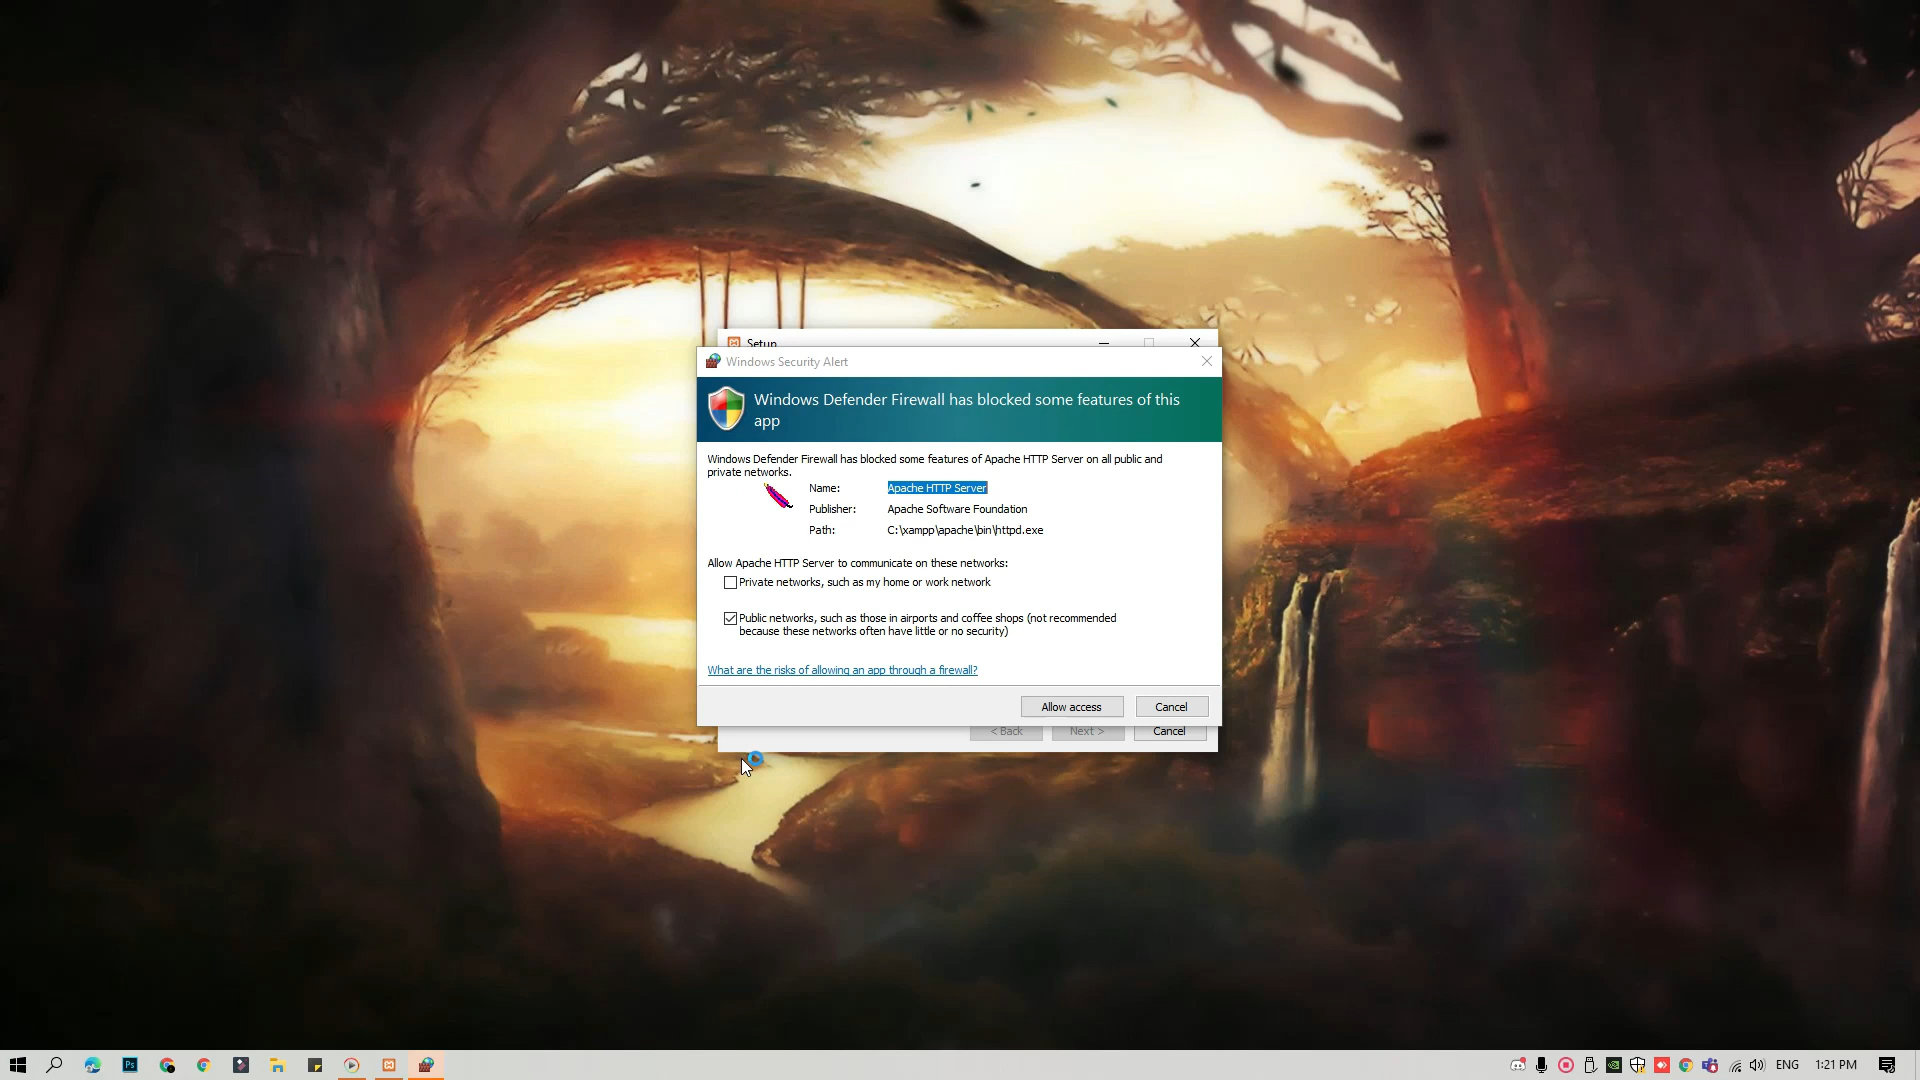 Setup
Windows Security Alert
Windows Defender Firewall has blocked some features of this
app
Windows Defender Firewall has blocked some features of Apache HTTP Server on all public and
private networks.
Name: Apache HTTP Server
Publisher: Apache Software Foundation
Path: C:\xampp\apache\bin\httpd.exe
Allow Apache HTTP Server to communicate on these networks:
Private networks, such as my home or work network
Public networks, such as those in airports and coffee shops (not recommended
because these networks often have little or no security)
What are the risks of allowing an app through a firewall?
Allow access Cancel
< Back Next > Cancel
Ps ENG 1:21 PM